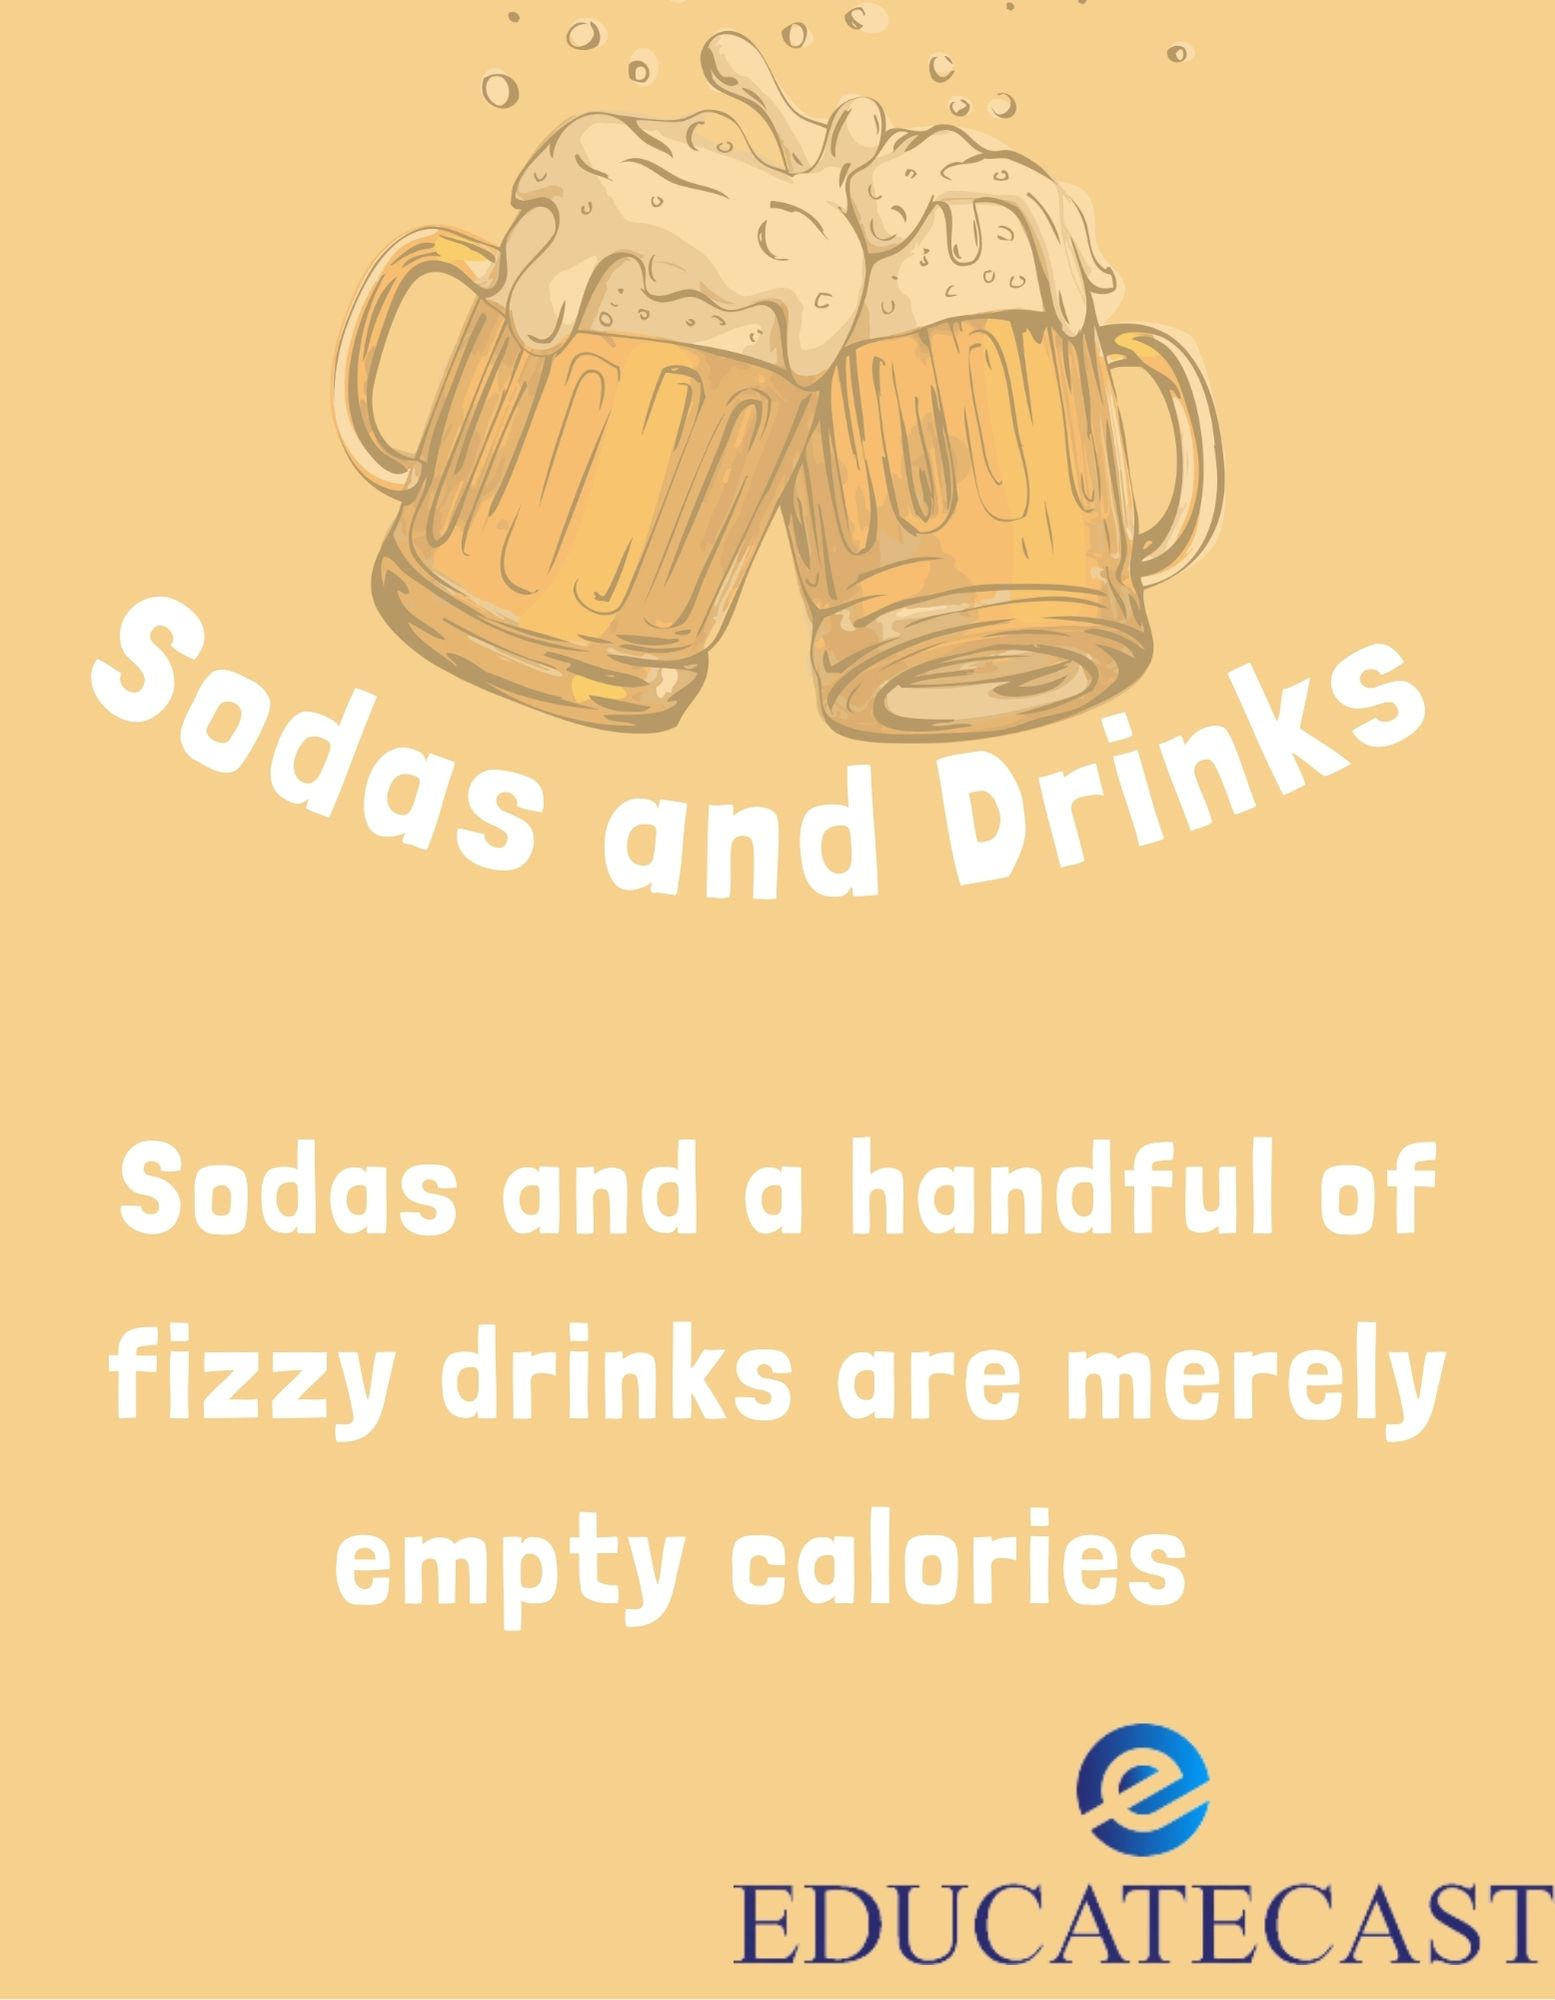 Sodas and Drinks
Sodas and a handful of
fizzy drinks are merely
empty calories
e
EDUCATECAST